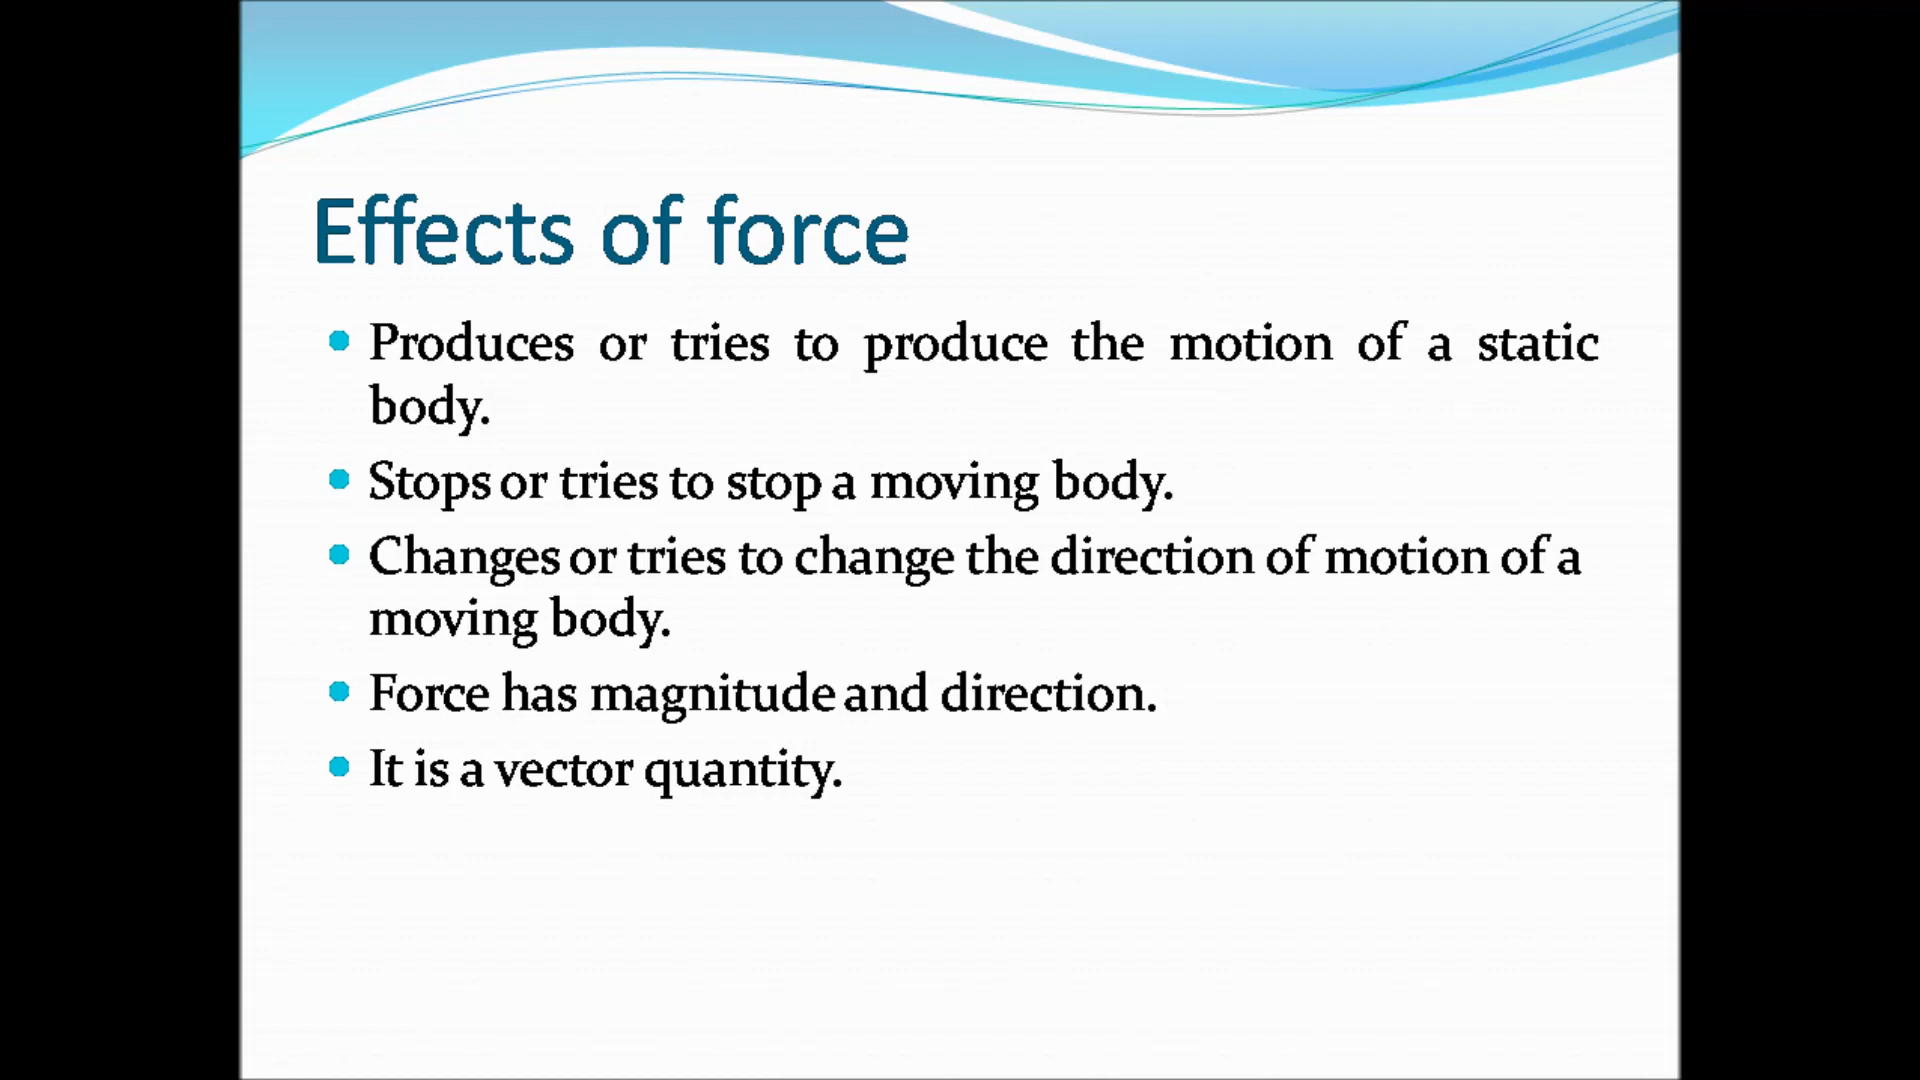 Effects of force
Produces or tries to produce the motion of a static
body.
Stops or tries to stop a moving body.
Changes or tries to change the direction of motion of a
moving body.
Force has magnitude and direction.
It is a vector quantity.